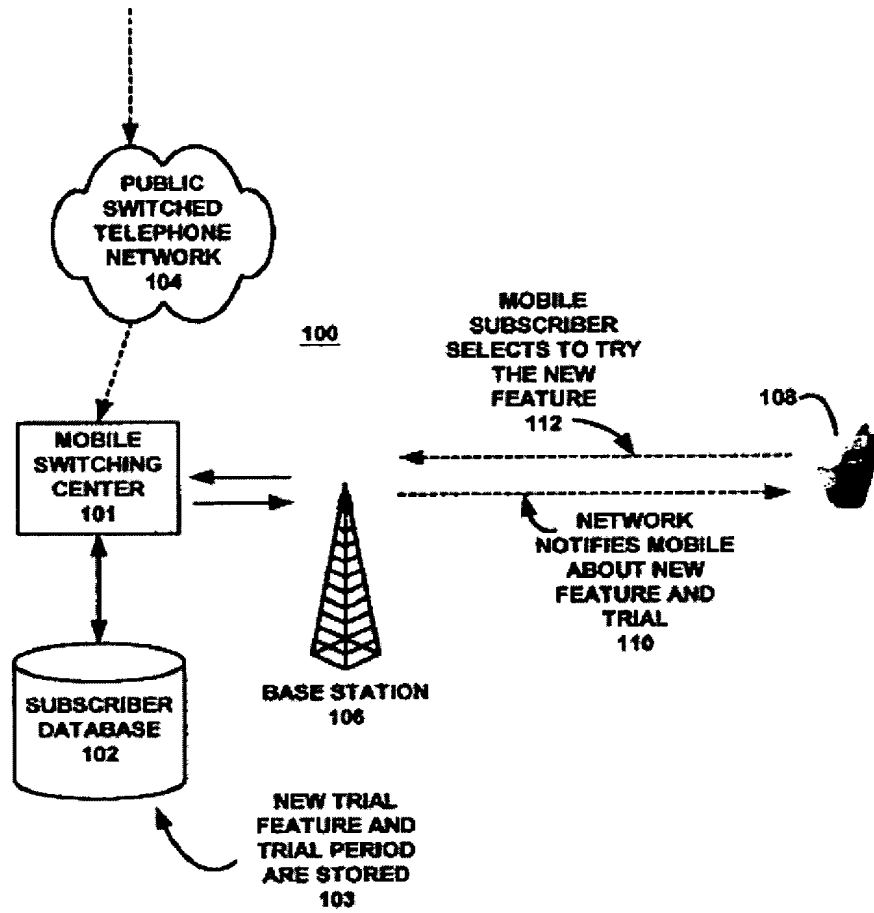 PUBLIC
SWITCHED
TELEPHONE
NETWORK
104
100
MOBILE
SUBSCRIBER
SELECTS TO TRY
THE NEW
FEATURE
112
108
MOBILE
SWITCHING
CENTER
101
NETWORK
NOTIFIES MOBILE
ABOUT NEW
FEATURE AND
TRIAL
110
BASE STATION
106
SUBSCRIBER
DATABASE
102
NEW TRIAL
FEATURE AND
TRIAL PERIOD
ARE STORED
103